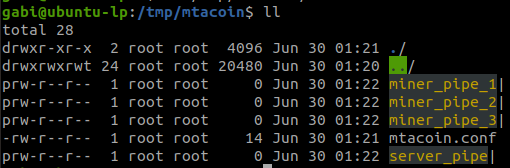 gabi@ubuntu-lp:/tmp/mtacoin$ ll
total 28
drwxr-xr-x  2 root root  4096 Jun 30 01:21 ./
drwxrwxrwt 24 root root 20480 Jun 30 01:20 ../
prw-r--r--  1 root root     0 Jun 30 01:22 miner_pipe_1|
prw-r--r--  1 root root     0 Jun 30 01:22 miner_pipe_2|
prw-r--r--  1 root root     0 Jun 30 01:22 miner_pipe_3|
-rw-r--r--  1 root root    14 Jun 30 01:21 mtacoin.conf
prw-r--r--  1 root root     0 Jun 30 01:22 server_pipe|